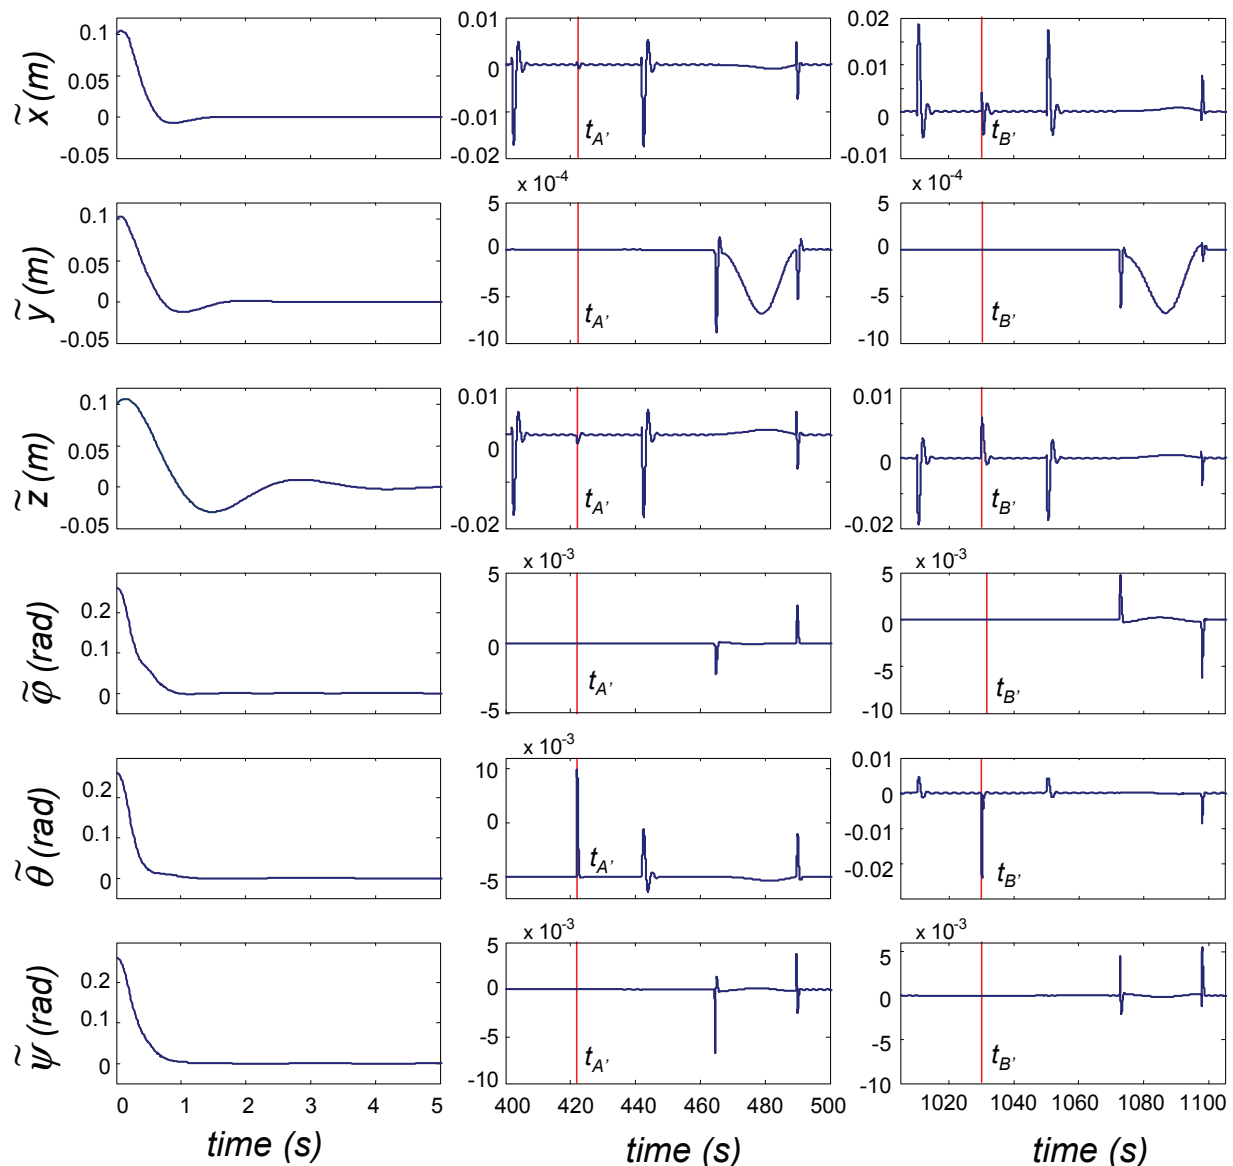 x̃ (m)
0.1
0.05
0
-0.05
0.01
0
-0.01
-0.02
t_A'
0.02
0.01
0
-0.01
t_B'
ỹ (m)
0.1
0.05
0
-0.05
x 10^-4
5
0
-5
-10
t_A'
x 10^-4
5
0
-5
-10
t_B'
z̃ (m)
0.1
0.05
0
-0.05
0.01
0
-0.02
t_A'
0.01
0
-0.02
t_B'
φ̃ (rad)
0.2
0.1
0
x 10^-3
5
0
-5
t_A'
x 10^-3
5
0
-5
-10
t_B'
θ̃ (rad)
0.2
0.1
0
x 10^-3
10
0
-5
t_A'
0.01
0
-0.01
-0.02
t_B'
ψ̃ (rad)
0.2
0.1
0
x 10^-3
5
0
-5
-10
t_A'
x 10^-3
5
0
-10
t_B'
0 1 2 3 4 5
400 420 440 460 480 500
1020 1040 1060 1080 1100
time (s)
time (s)
time (s)